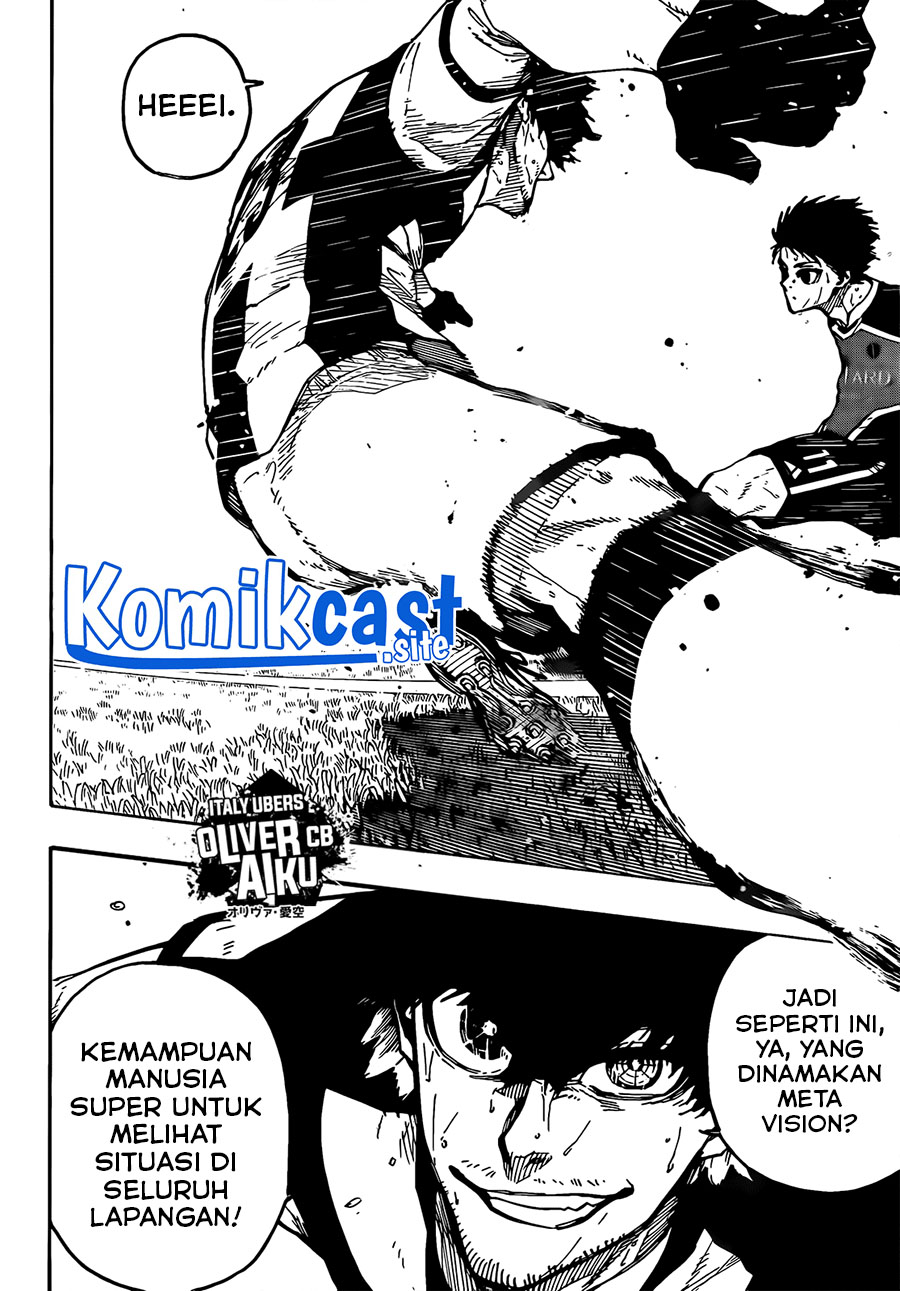 HEEEI.
TARD
Komikcast
.site
ITALY UBERS
OLIVER CB
AIKU
オリヴァ・愛空
JADI
SEPERTI INI,
YA, YANG
DINAMAKAN
META
VISION?
KEMAMPUAN
MANUSIA
SUPER UNTUK
MELIHAT
SITUASI DI
SELURUH
LAPANGAN!